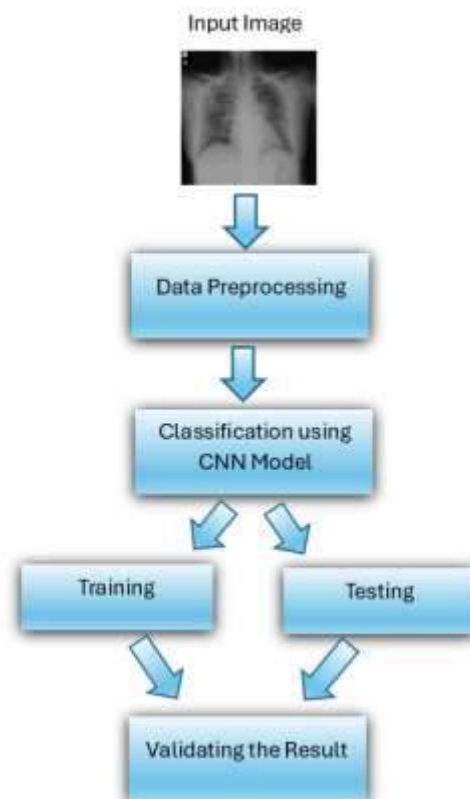 Input Image
Data Preprocessing
Classification using
CNN Model
Training
Testing
Validating the Result